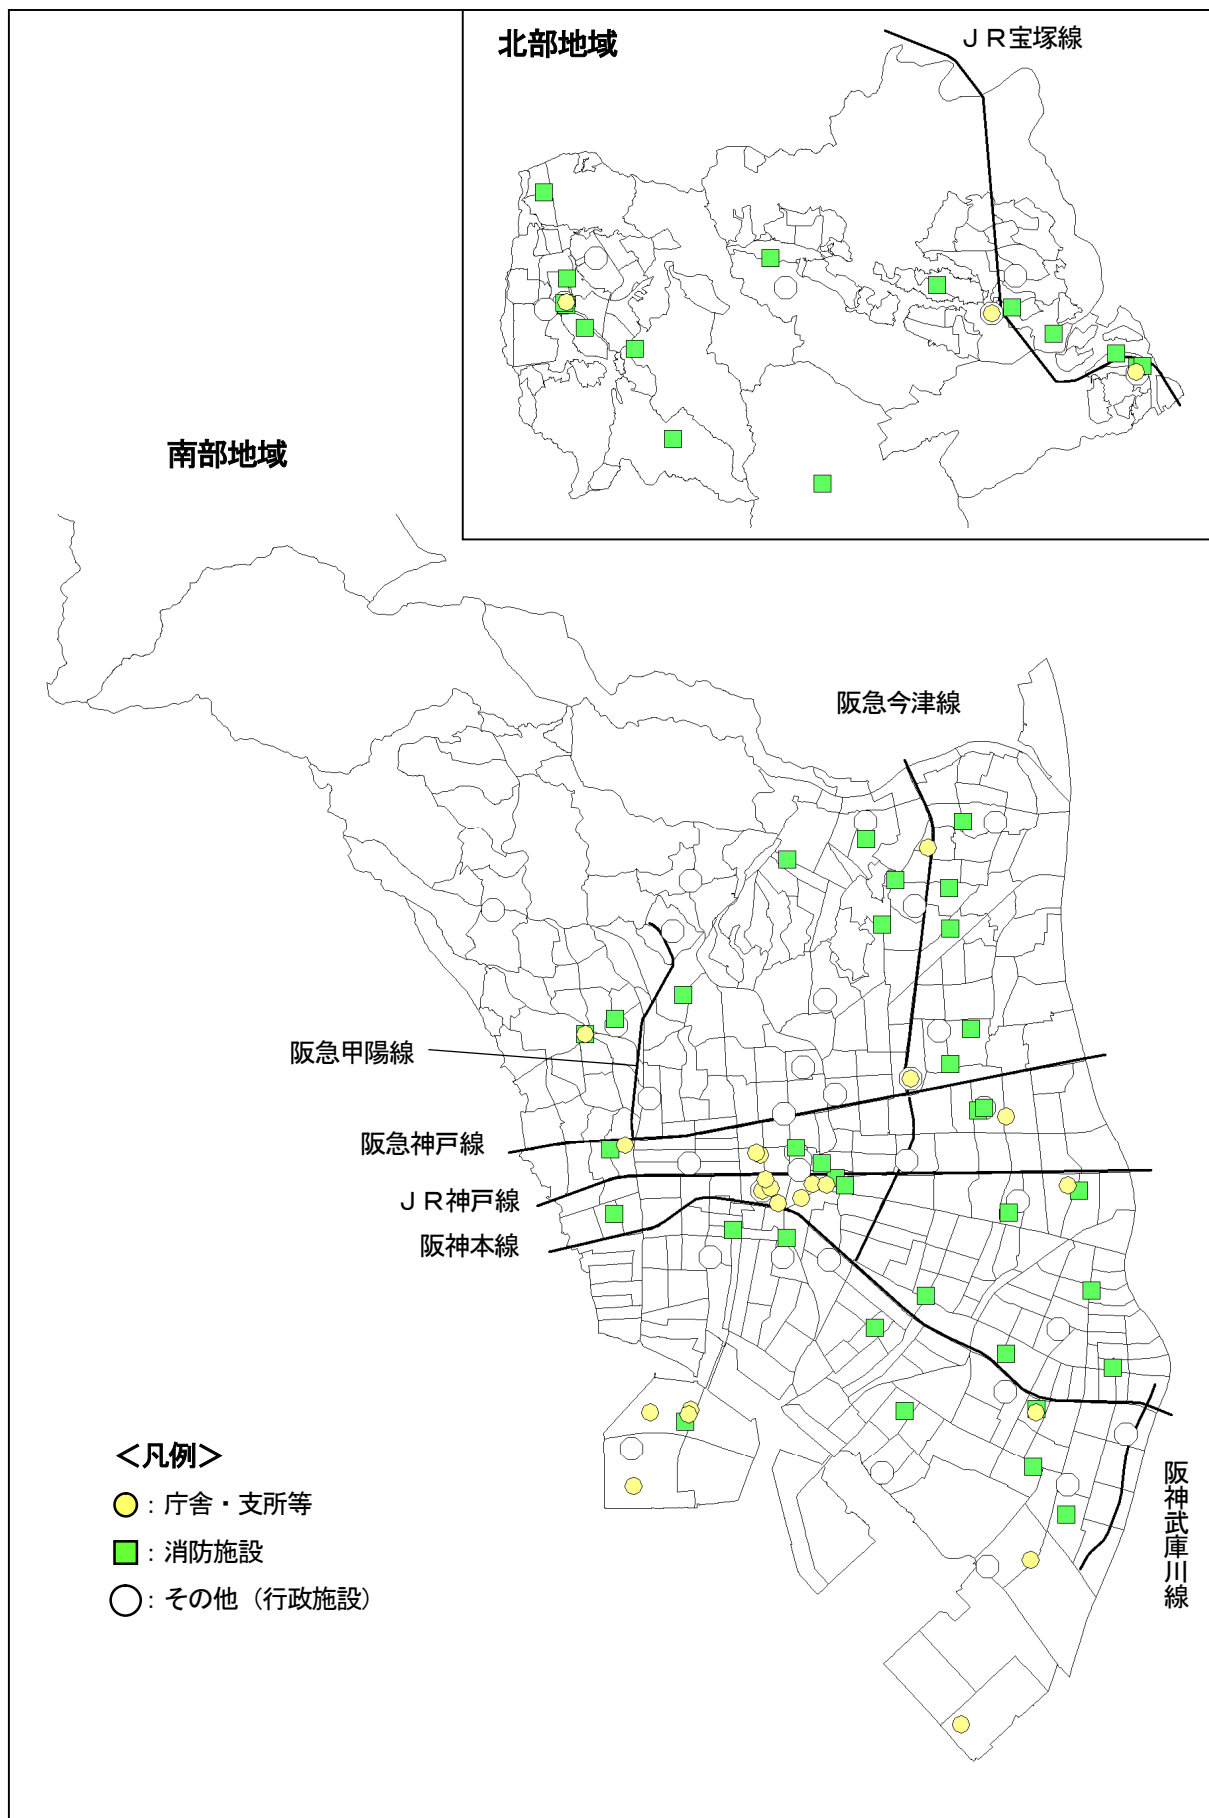 北部地域
ＪＲ宝塚線
南部地域
阪急今津線
阪急甲陽線
阪急神戸線
ＪＲ神戸線
阪神本線
＜凡例＞
：庁舎・支所等
：消防施設
：その他（行政施設）
阪神武庫川線